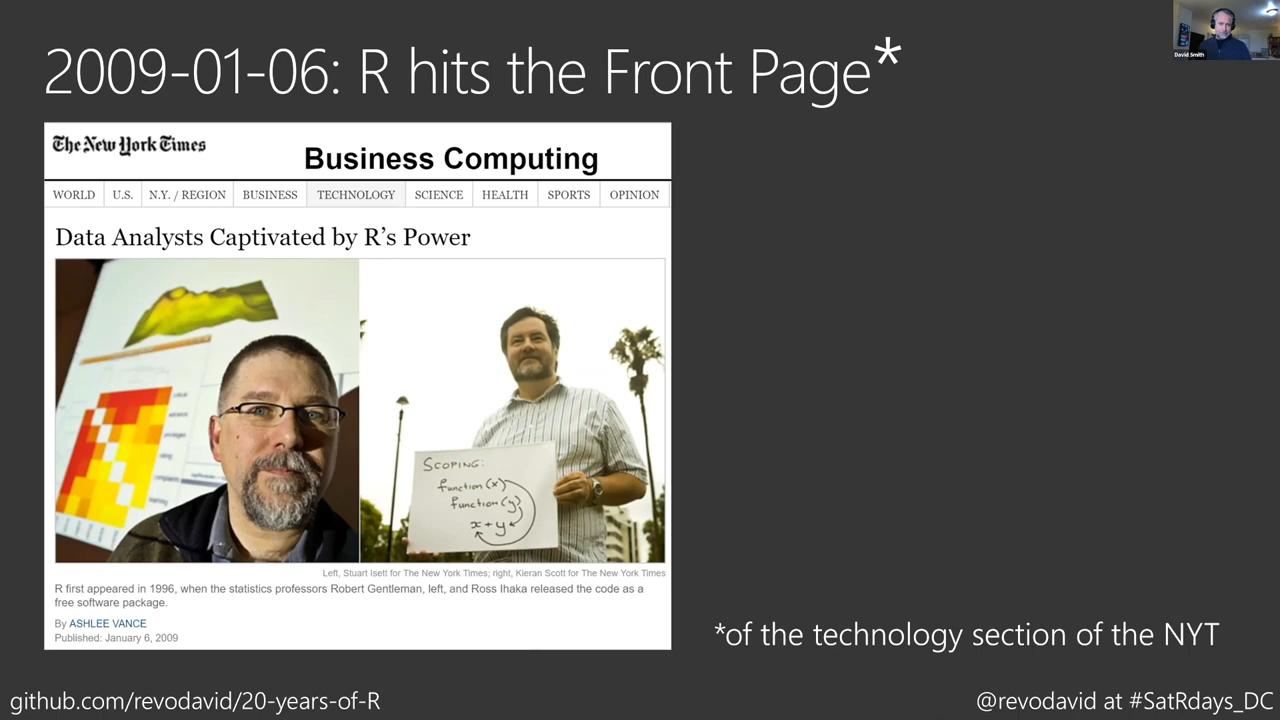 2009-01-06: R hits the Front Page*
David Smith
The New York Times
Business Computing
WORLD U.S. N.Y. / REGION BUSINESS TECHNOLOGY SCIENCE HEALTH SPORTS OPINION
Data Analysts Captivated by R's Power
SCOPING:
function(x)
function(y)
x+y
Left, Stuart Isett for The New York Times; right, Kieran Scott for The New York Times
R first appeared in 1996, when the statistics professors Robert Gentleman, left, and Ross Ihaka released the code as a
free software package.
By ASHLEE VANCE
Published: January 6, 2009
*of the technology section of the NYT
github.com/revodavid/20-years-of-R
@revodavid at #SatRdays_DC